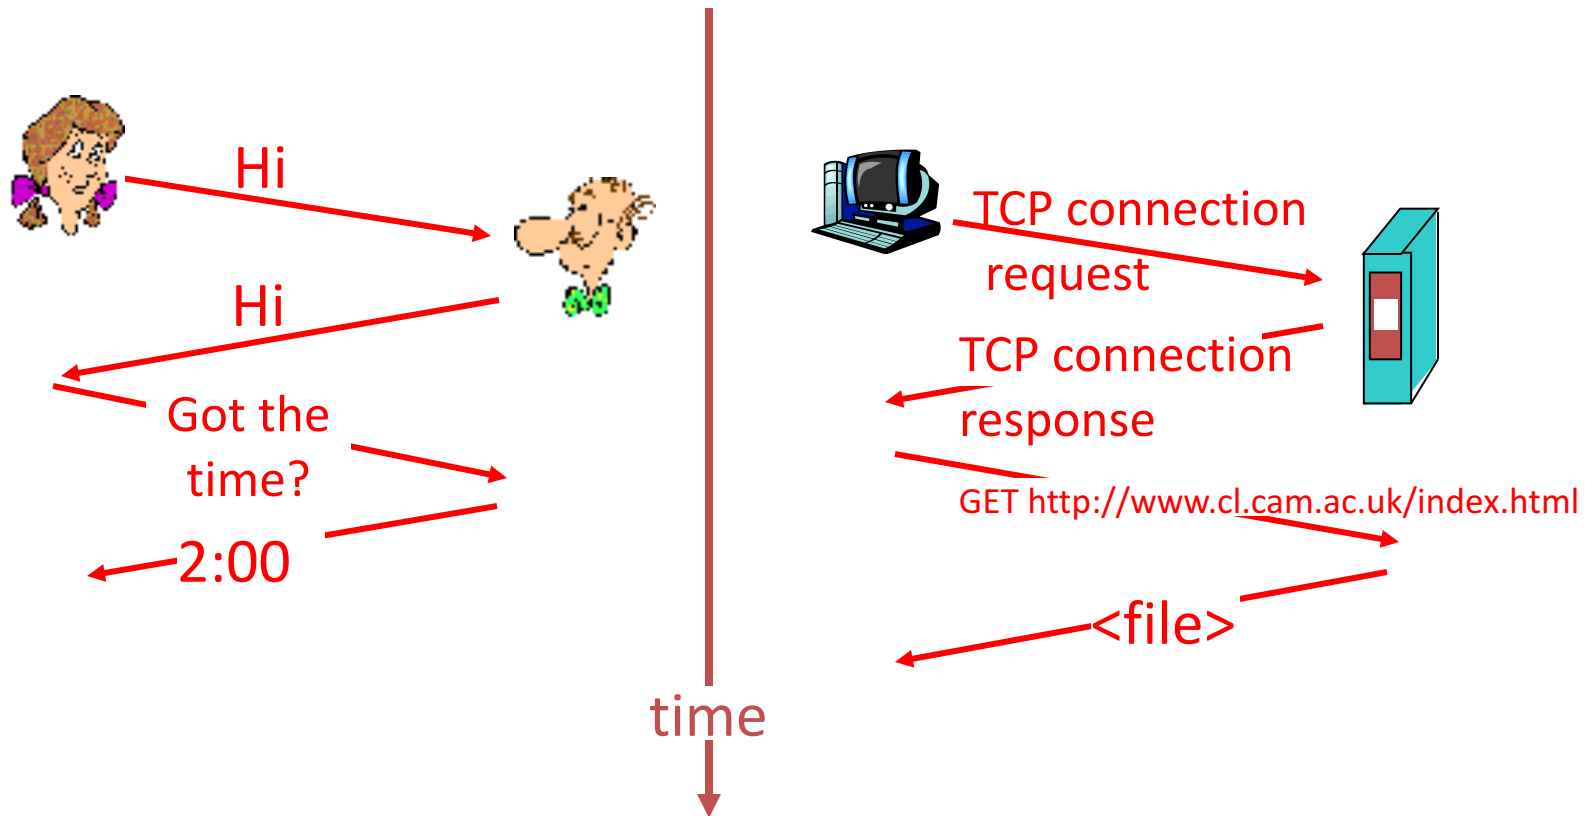 Hi
Hi
Got the
time?
2:00
time
TCP connection
request
TCP connection
response
GET http://www.cl.cam.ac.uk/index.html
<file>